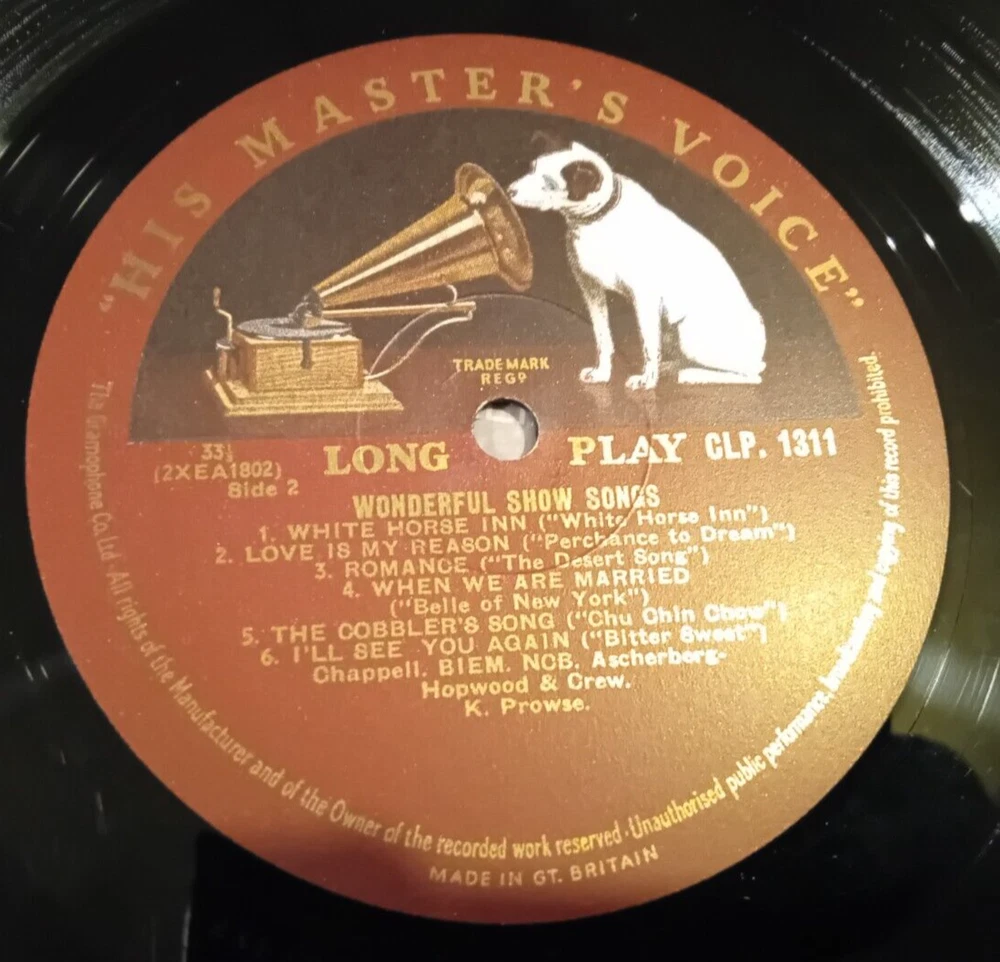 "HIS MASTER'S VOICE"
TRADE MARK
REGD
33⅓
(2XEA1802)
Side 2
LONG PLAY CLP. 1311
WONDERFUL SHOW SONGS
1. WHITE HORSE INN ("White Horse Inn")
2. LOVE IS MY REASON ("Perchance to Dream")
3. ROMANCE ("The Desert Song")
4. WHEN WE ARE MARRIED
("Belle of New York")
5. THE COBBLER'S SONG ("Chu Chin Chow")
6. I'LL SEE YOU AGAIN ("Bitter Sweet")
Chappell. BIEM. NCB. Ascherberg-
Hopwood & Crew.
K. Prowse.
The Gramophone Co. Ltd. All rights of the Manufacturer and of the Owner of the recorded work reserved · Unauthorised public performance, broadcasting and copying of this record prohibited.
MADE IN GT. BRITAIN